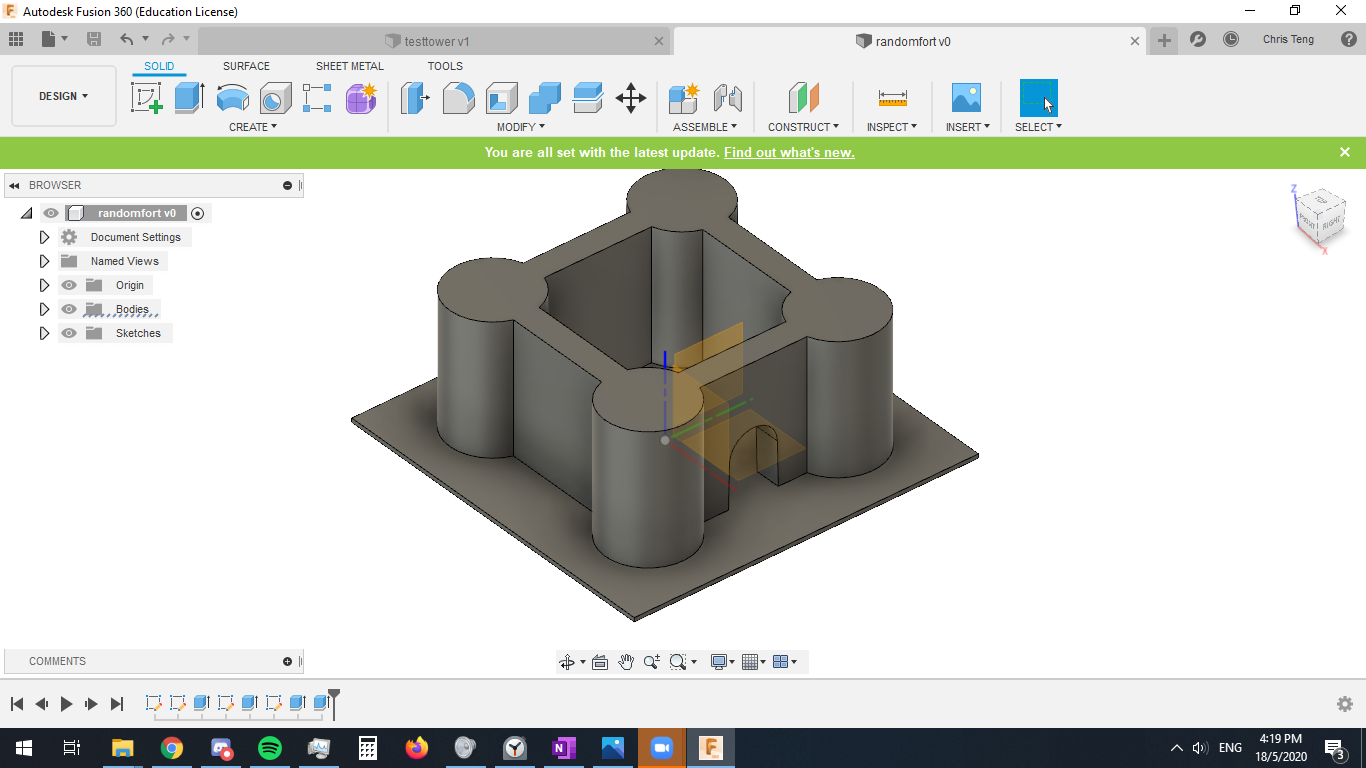 Autodesk Fusion 360 (Education License)
testtower v1
randomfort v0
Chris Teng
DESIGN
SOLID
SURFACE
SHEET METAL
TOOLS
CREATE
MODIFY
ASSEMBLE
CONSTRUCT
INSPECT
INSERT
SELECT
You are all set with the latest update. Find out what's new.
BROWSER
randomfort v0
Document Settings
Named Views
Origin
Bodies
Sketches
Z
FRONT
RIGHT
X
COMMENTS
ENG
4:19 PM
18/5/2020
3